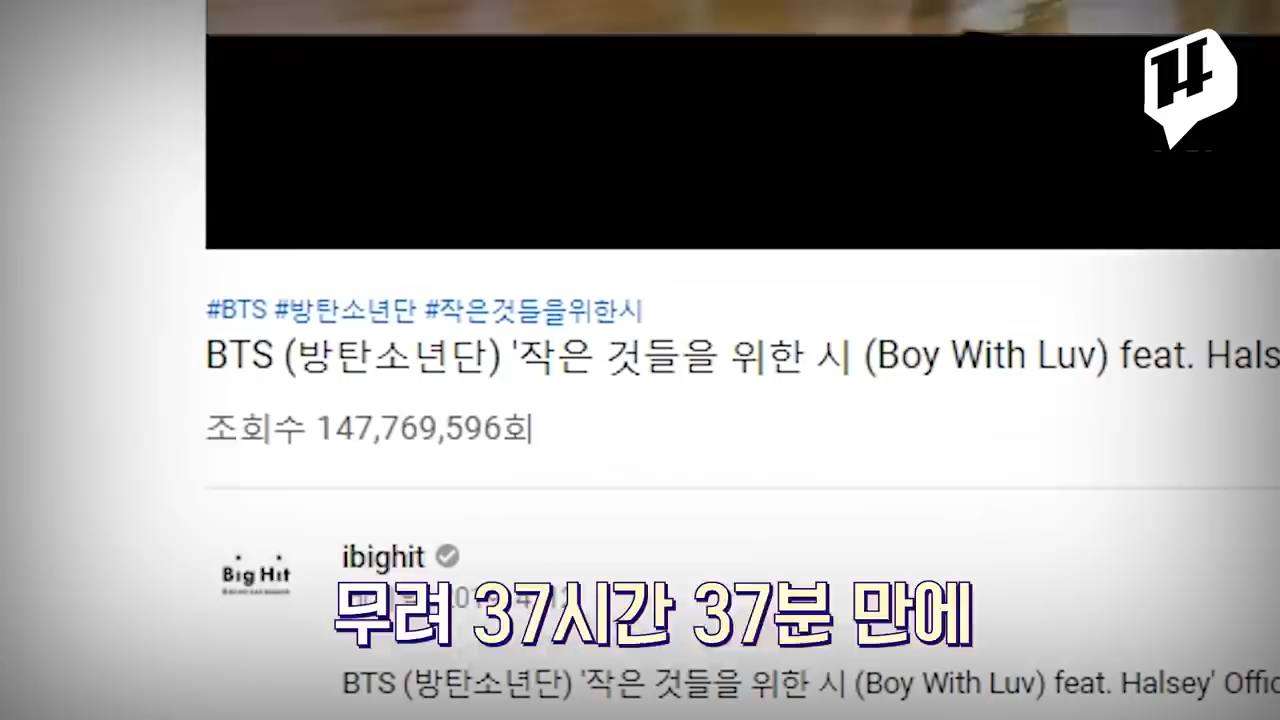 #BTS #방탄소년단 #작은것들을위한시
BTS (방탄소년단) '작은 것들을 위한 시 (Boy With Luv) feat. Hals
조회수 147,769,596회
ibighit
Big Hit
무려 37시간 37분 만에
BTS (방탄소년단) '작은 것들을 위한 시 (Boy With Luv) feat. Halsey' Offic